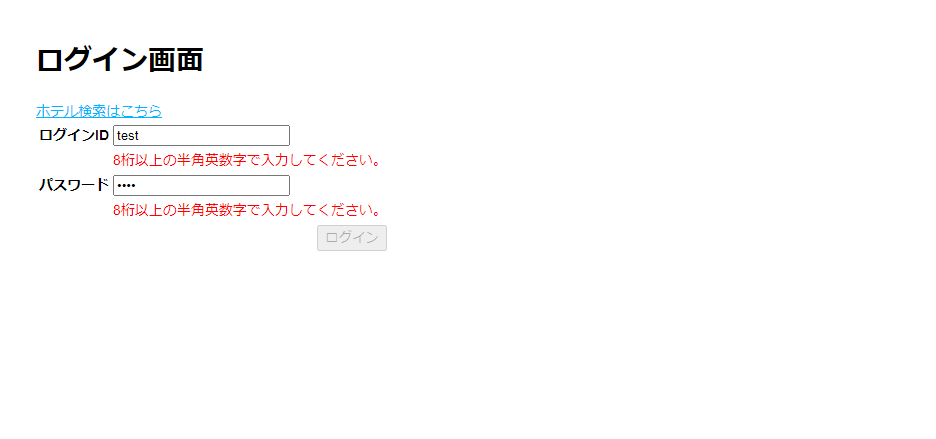 ログイン画面
ホテル検索はこちら
ログインID test
8桁以上の半角英数字で入力してください。
パスワード ••••
8桁以上の半角英数字で入力してください。
ログイン